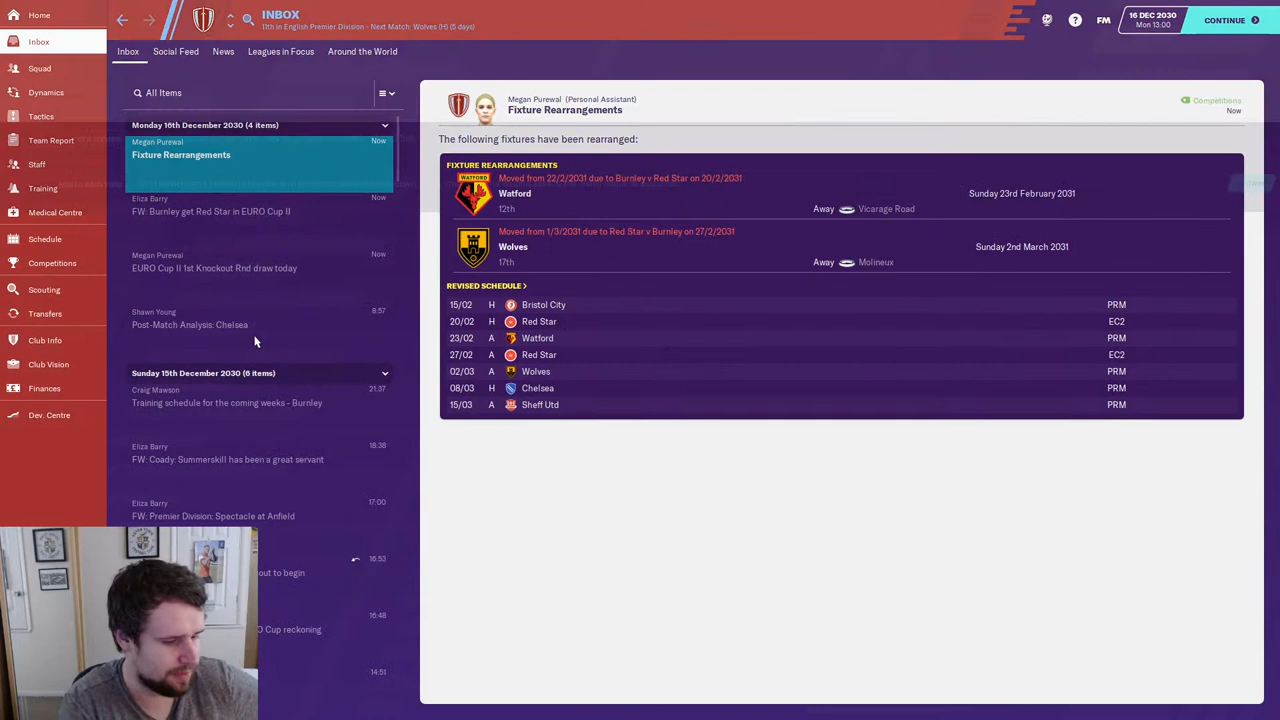 Home
Inbox
Squad
Dynamics
Tactics
Team Report
Staff
Training
Medical Centre
Schedule
Competitions
Scouting
Transfers
Club Info
Club Vision
Finances
Dev. Centre
INBOX
11th in English Premier Division - Next Match: Wolves (H) (5 days)
?
FM
16 DEC 2030
Mon 13:00
CONTINUE
Inbox Social Feed News Leagues in Focus Around the World
All Items
Monday 16th December 2030 (4 items)
Megan Purewal Now
Fixture Rearrangements
Eliza Barry Now
FW: Burnley get Red Star in EURO Cup II
Megan Purewal Now
EURO Cup II 1st Knockout Rnd draw today
Shawn Young 8:57
Post-Match Analysis: Chelsea
Sunday 15th December 2030 (6 items)
Craig Mawson 21:37
Training schedule for the coming weeks - Burnley
Eliza Barry 18:38
FW: Coady: Summerskill has been a great servant
Eliza Barry 17:00
FW: Premier Division: Spectacle at Anfield
16:53
out to begin
16:48
O Cup reckoning
14:51
Megan Purewal (Personal Assistant)
Fixture Rearrangements
Competitions
Now
The following fixtures have been rearranged:
FIXTURE REARRANGEMENTS
Moved from 22/2/2031 due to Burnley v Red Star on 20/2/2031
Watford Sunday 23rd February 2031
12th Away Vicarage Road
Moved from 1/3/2031 due to Red Star v Burnley on 27/2/2031
Wolves Sunday 2nd March 2031
17th Away Molineux
REVISED SCHEDULE >
15/02 H Bristol City PRM
20/02 H Red Star EC2
23/02 A Watford PRM
27/02 A Red Star EC2
02/03 A Wolves PRM
08/03 H Chelsea PRM
15/03 A Sheff Utd PRM